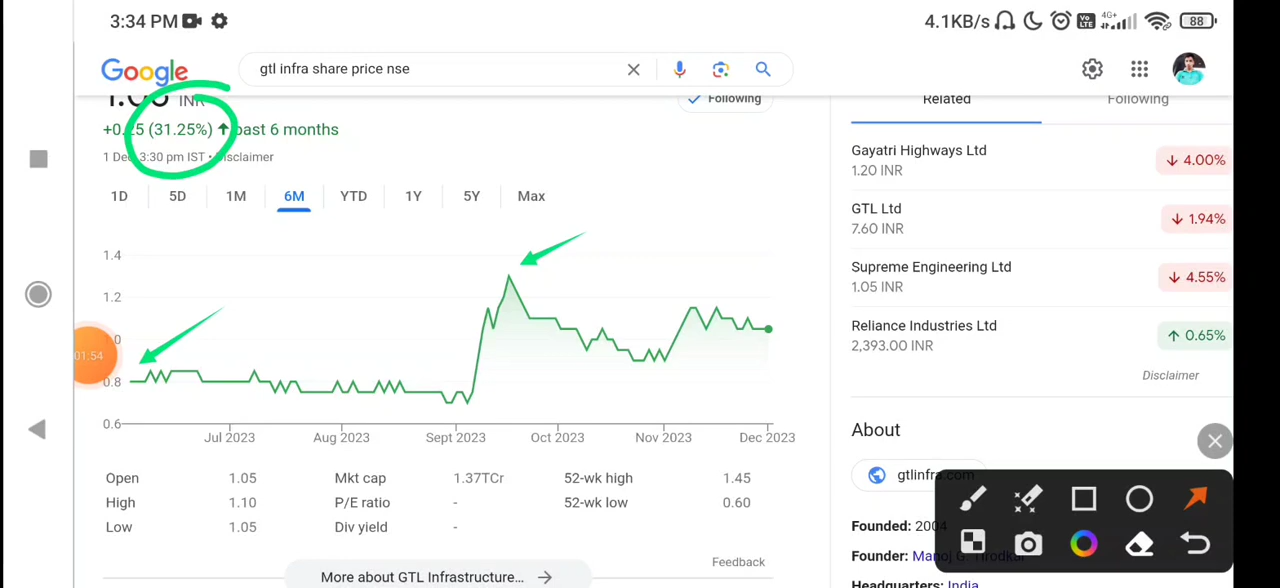 3:34 PM
4.1KB/s
Vo LTE
4G+
88
Google
gtl infra share price nse
INR
Following
+0.25 (31.25%) past 6 months
1 Dec, 3:30 pm IST • Disclaimer
1D 5D 1M 6M YTD 1Y 5Y Max
1.4
1.2
1.0
0.8
0.6
01:54
Jul 2023 Aug 2023 Sept 2023 Oct 2023 Nov 2023 Dec 2023
Open 1.05 Mkt cap 1.37TCr 52-wk high 1.45
High 1.10 P/E ratio - 52-wk low 0.60
Low 1.05 Div yield -
Feedback
More about GTL Infrastructure...
Related Following
Gayatri Highways Ltd
1.20 INR
4.00%
GTL Ltd
7.60 INR
1.94%
Supreme Engineering Ltd
1.05 INR
4.55%
Reliance Industries Ltd
2,393.00 INR
0.65%
Disclaimer
About
gtlinfra.com
Founded: 2004
Founder: Manoj G. Tirodkar
Headquarters: India